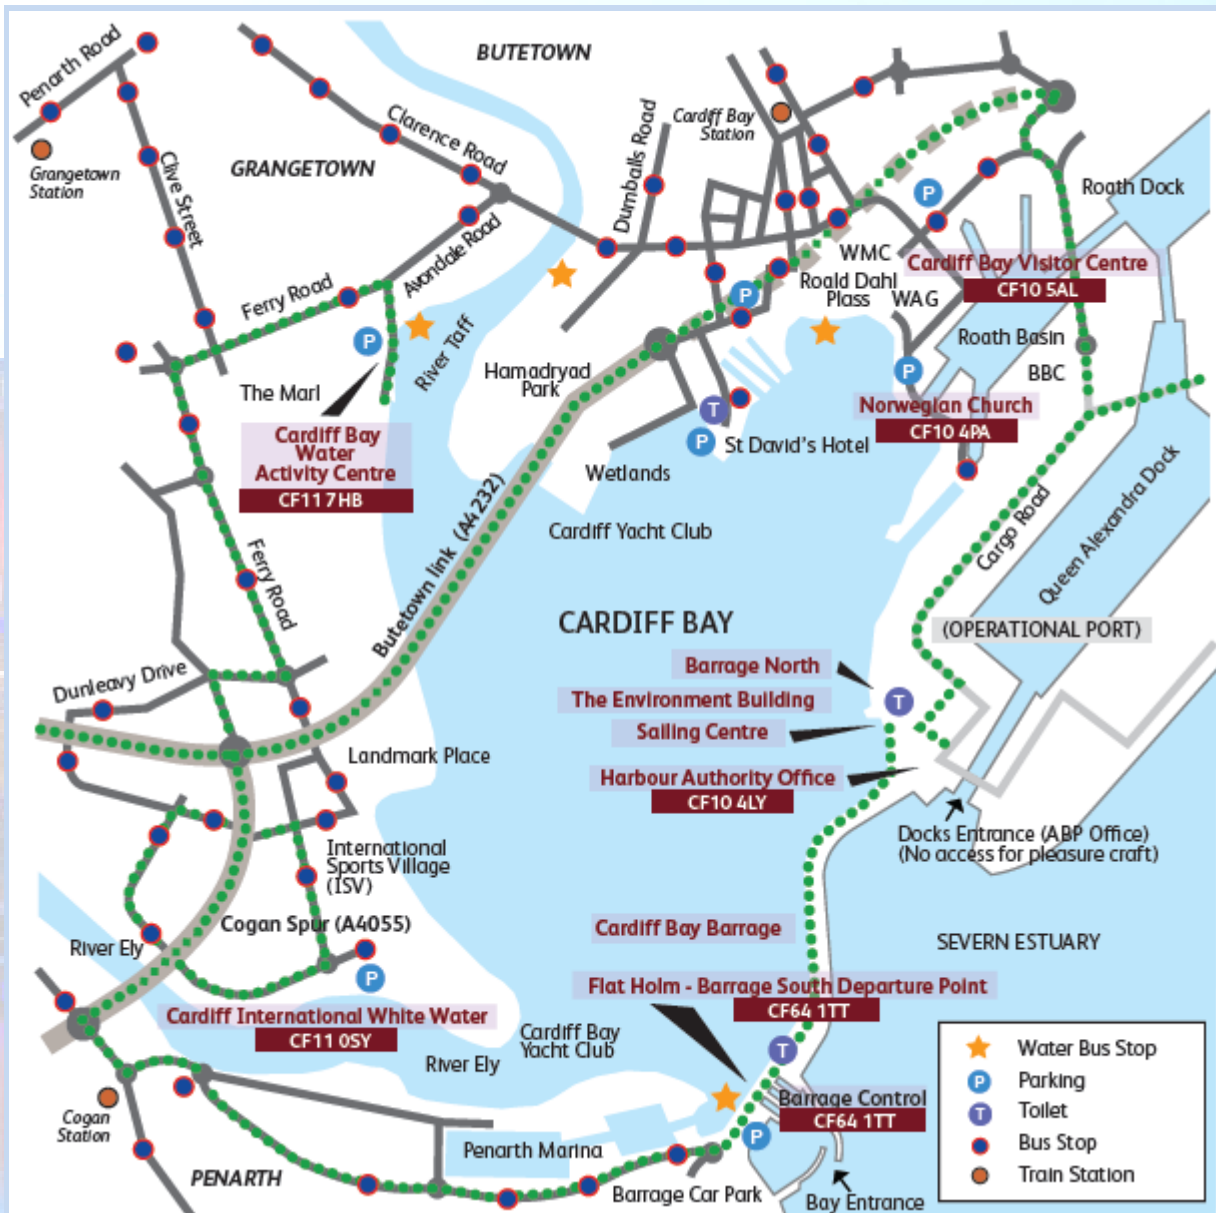 BUTETOWN
Penarth Road
Clarence Road
Dumballs Road
Cardiff Bay
Station
Grangetown
Station
GRANGETOWN
Clive Street
Roath Dock
P
Avondale Road
WMC
Cardiff Bay Visitor Centre
CF10 5AL
Ferry Road
Roald Dahl
Plass
WAG
P
River Taff
P
Roath Basin
BBC
The Marl
Hamadryad
Park
P
Norwegian Church
CF10 4PA
T
P
St David's Hotel
Cardiff Bay
Water
Activity Centre
CF11 7HB
Wetlands
Cardiff Yacht Club
Butetown link (A4232)
Queen Alexandra Dock
Cargo Road
Ferry Road
CARDIFF BAY
(OPERATIONAL PORT)
Barrage North
Dunleavy Drive
The Environment Building
T
Sailing Centre
Landmark Place
Harbour Authority Office
CF10 4LY
Docks Entrance (ABP Office)
(No access for pleasure craft)
International
Sports Village
(ISV)
Cogan Spur (A4055)
River Ely
Cardiff Bay Barrage
SEVERN ESTUARY
P
Flat Holm - Barrage South Departure Point
CF64 1TT
Cardiff International White Water
CF11 0SY
Cardiff Bay
Yacht Club
River Ely
T
Barrage Control
CF64 1TT
Cogan
Station
P
Penarth Marina
PENARTH
Barrage Car Park
Bay Entrance
Water Bus Stop
P
Parking
T
Toilet
Bus Stop
Train Station